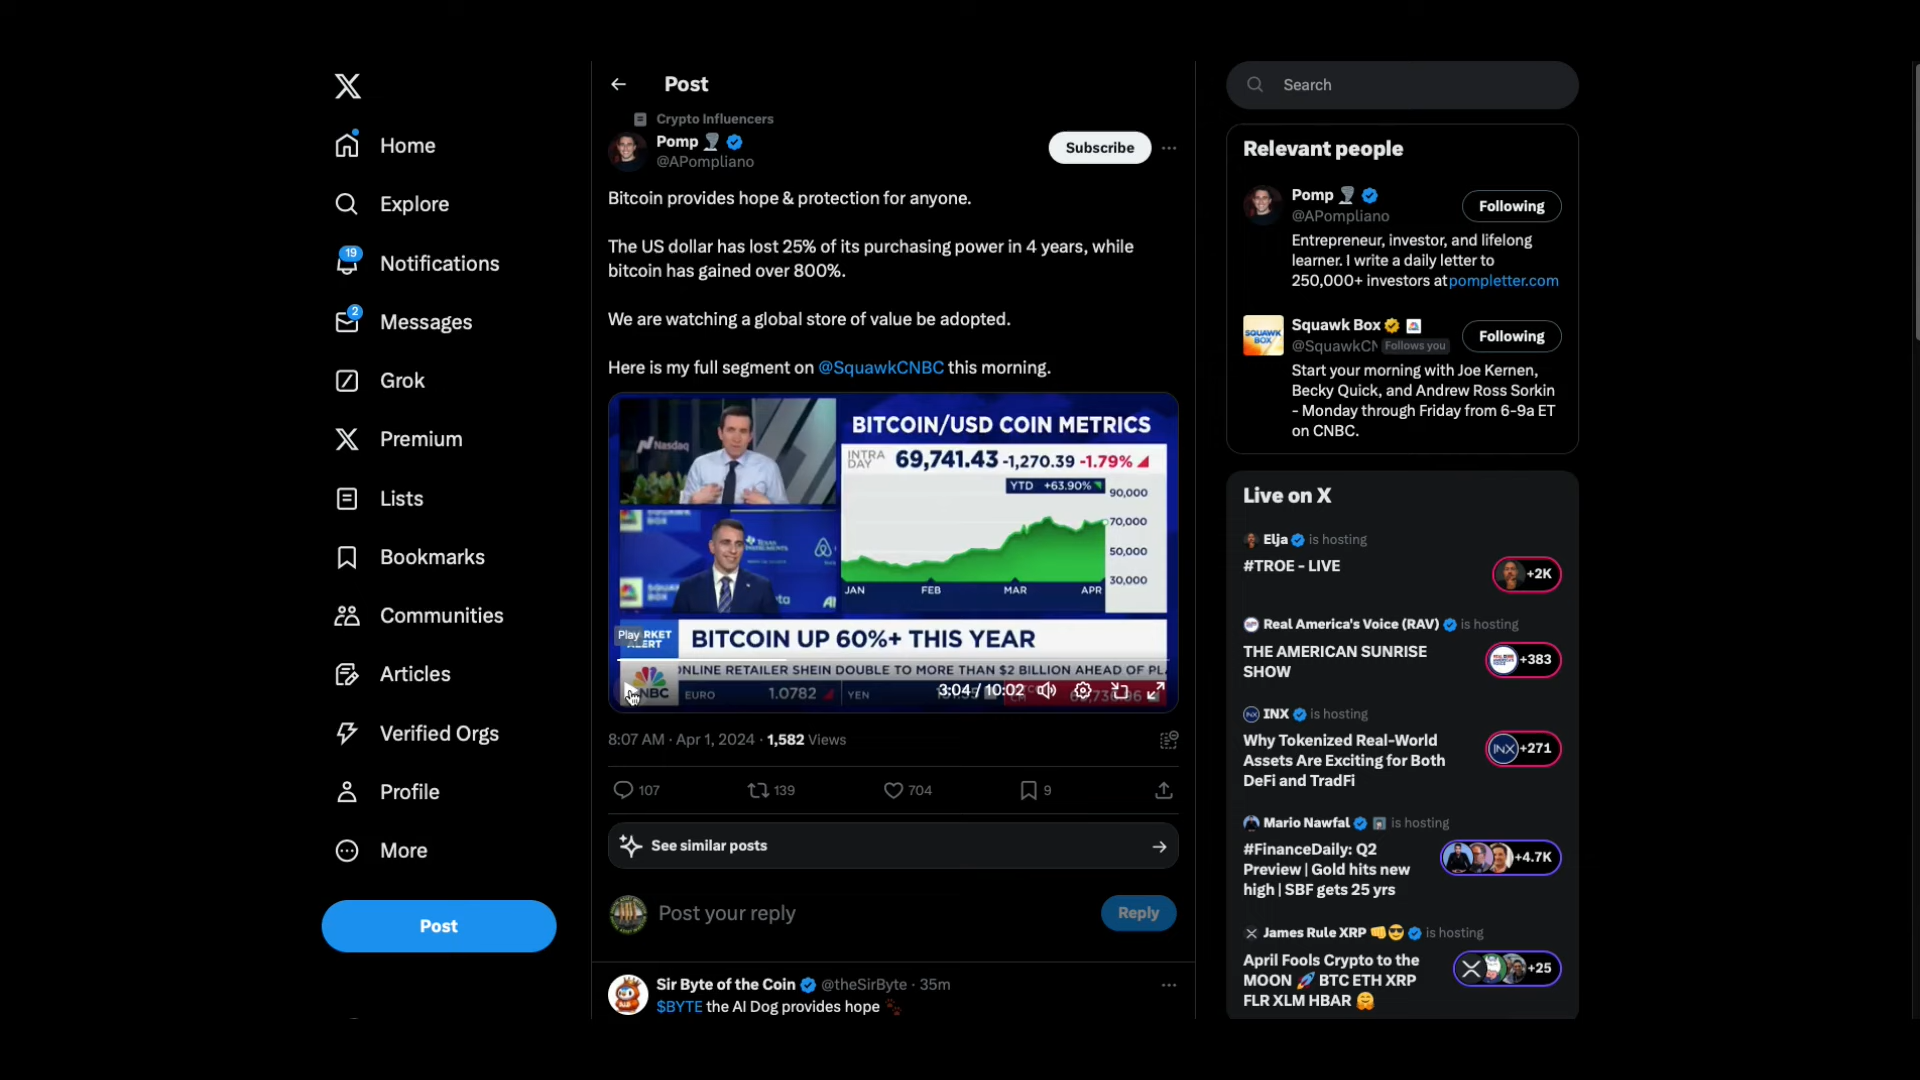 Home
Explore
19
Notifications
2
Messages
Grok
Premium
Lists
Bookmarks
Communities
Articles
Verified Orgs
Profile
More
Post
Post
Crypto Influencers
Pomp
@APompliano
Subscribe
Bitcoin provides hope & protection for anyone.
The US dollar has lost 25% of its purchasing power in 4 years, while
bitcoin has gained over 800%.
We are watching a global store of value be adopted.
Here is my full segment on @SquawkCNBC this morning.
Nasdaq
BITCOIN/USD COIN METRICS
INTRA
DAY
69,741.43 -1,270.39 -1.79%
YTD +63.90%
90,000
70,000
50,000
30,000
JAN FEB MAR APR
TEXAS
INSTRUMENTS
SQUAWK
BOX
Play
ALERT
BITCOIN UP 60%+ THIS YEAR
ONLINE RETAILER SHEIN DOUBLE TO MORE THAN $2 BILLION AHEAD OF
EURO 1.0782 YEN
3:04 / 10:02
8:07 AM · Apr 1, 2024 · 1,582 Views
107 139 704 9
See similar posts
Post your reply
Reply
Sir Byte of the Coin @theSirByte · 35m
$BYTE the AI Dog provides hope
Search
Relevant people
Pomp
@APompliano
Following
Entrepreneur, investor, and lifelong
learner. I write a daily letter to
250,000+ investors at pompletter.com
SQUAWK
BOX
Squawk Box
@SquawkCN Follows you
Following
Start your morning with Joe Kernen,
Becky Quick, and Andrew Ross Sorkin
- Monday through Friday from 6-9a ET
on CNBC.
Live on X
Elja is hosting
#TROE - LIVE
+2K
Real America's Voice (RAV) is hosting
THE AMERICAN SUNRISE
SHOW
+383
INX is hosting
Why Tokenized Real-World
Assets Are Exciting for Both
DeFi and TradFi
INX +271
Mario Nawfal is hosting
#FinanceDaily: Q2
Preview | Gold hits new
high | SBF gets 25 yrs
+4.7K
James Rule XRP is hosting
April Fools Crypto to the
MOON BTC ETH XRP
FLR XLM HBAR
+25